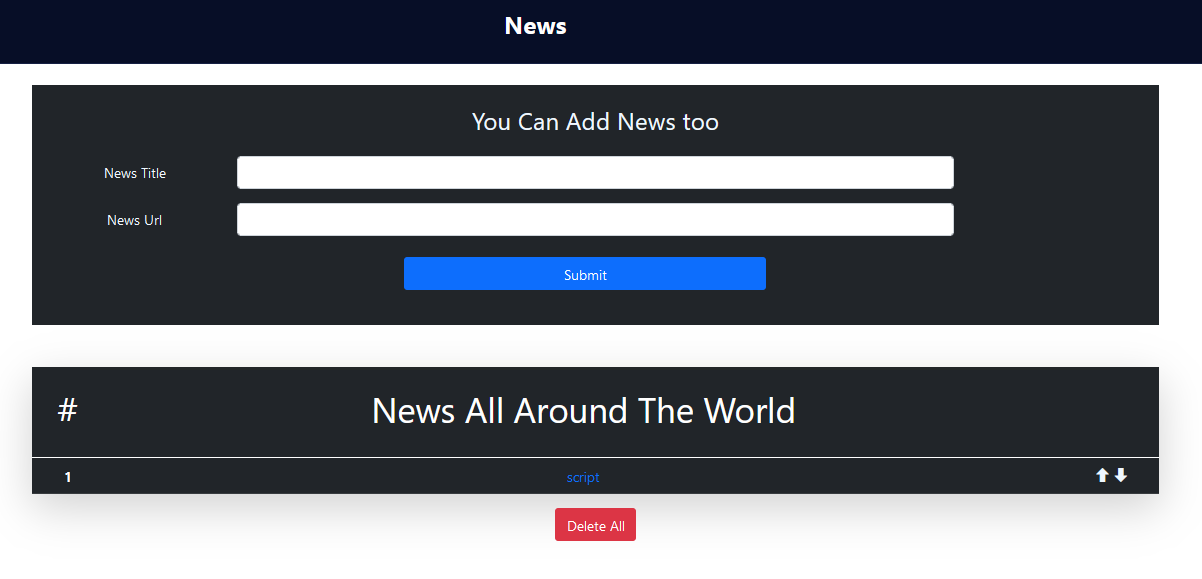 News
You Can Add News too
News Title
News Url
Submit
# News All Around The World
1 script
Delete All